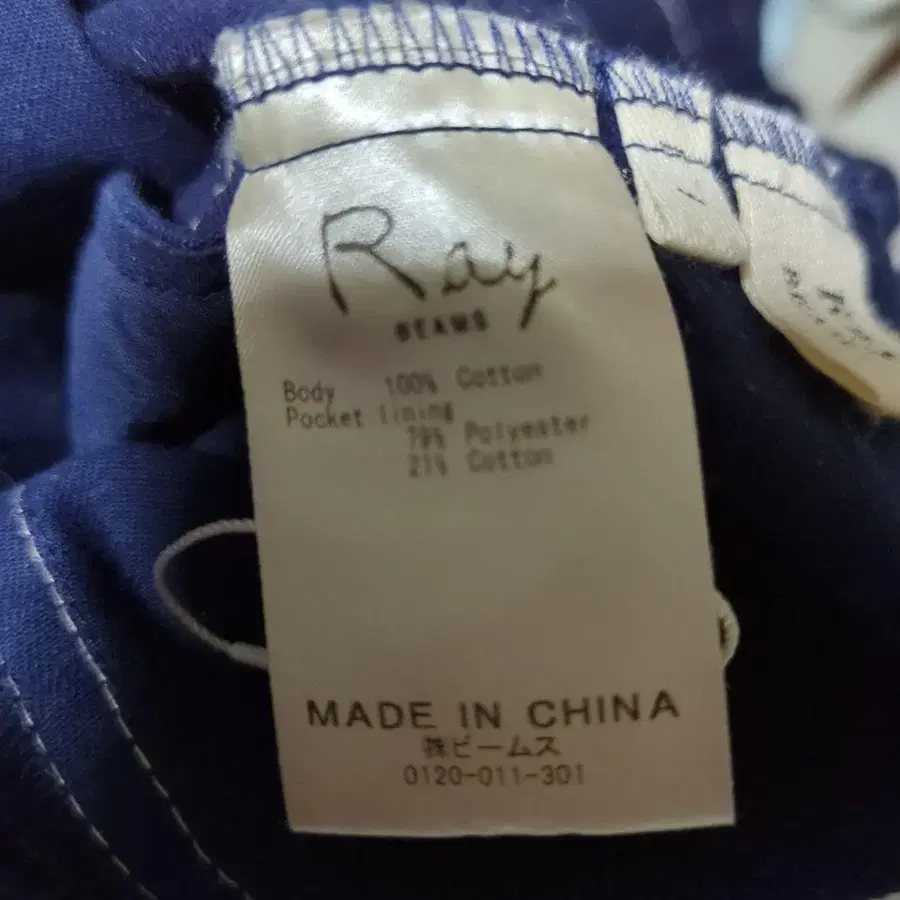 Ray
BEAMS
Body 100% Cotton
Pocket lining
79% Polyester
21% Cotton
MADE IN CHINA
㈱ビームス
0120-011-301